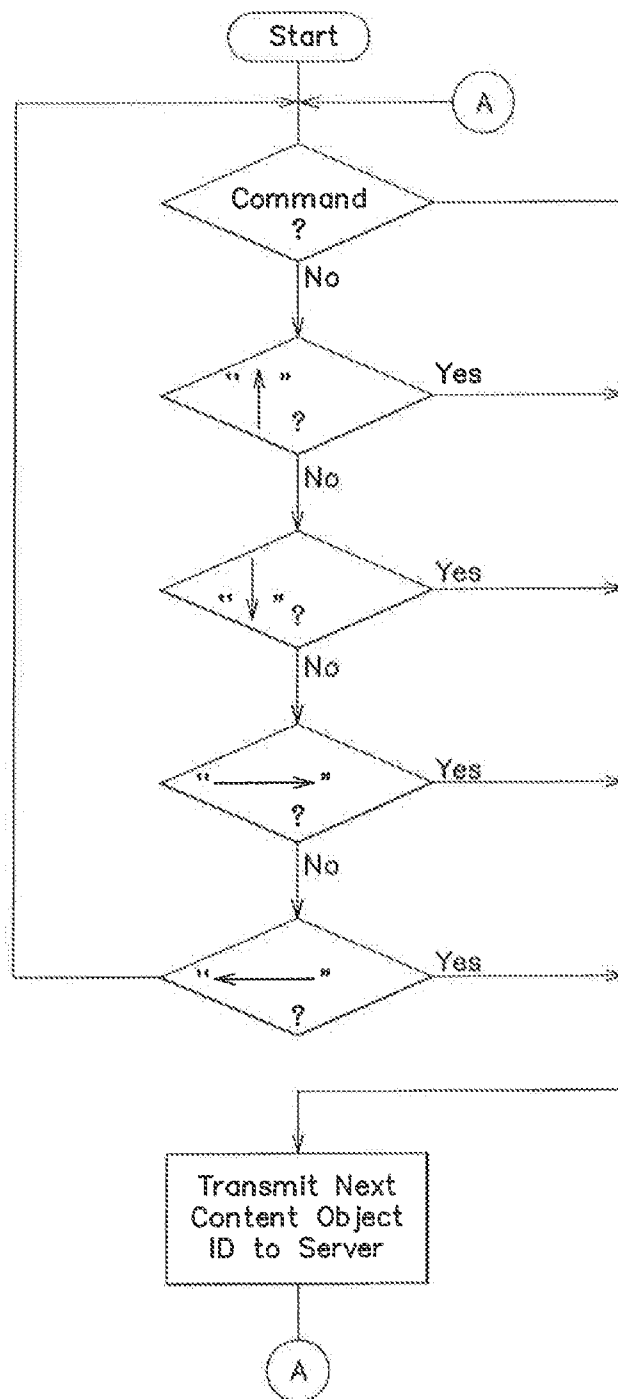 Start
A
Command
?
No
“ ↑ ”
?
Yes
No
“ ↓ ”
?
Yes
No
“ → ”
?
Yes
No
“ ← ”
?
Yes
Transmit Next
Content Object
ID to Server
A